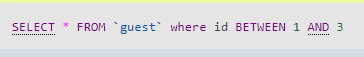 SELECT * FROM `guest` where id BETWEEN 1 AND 3